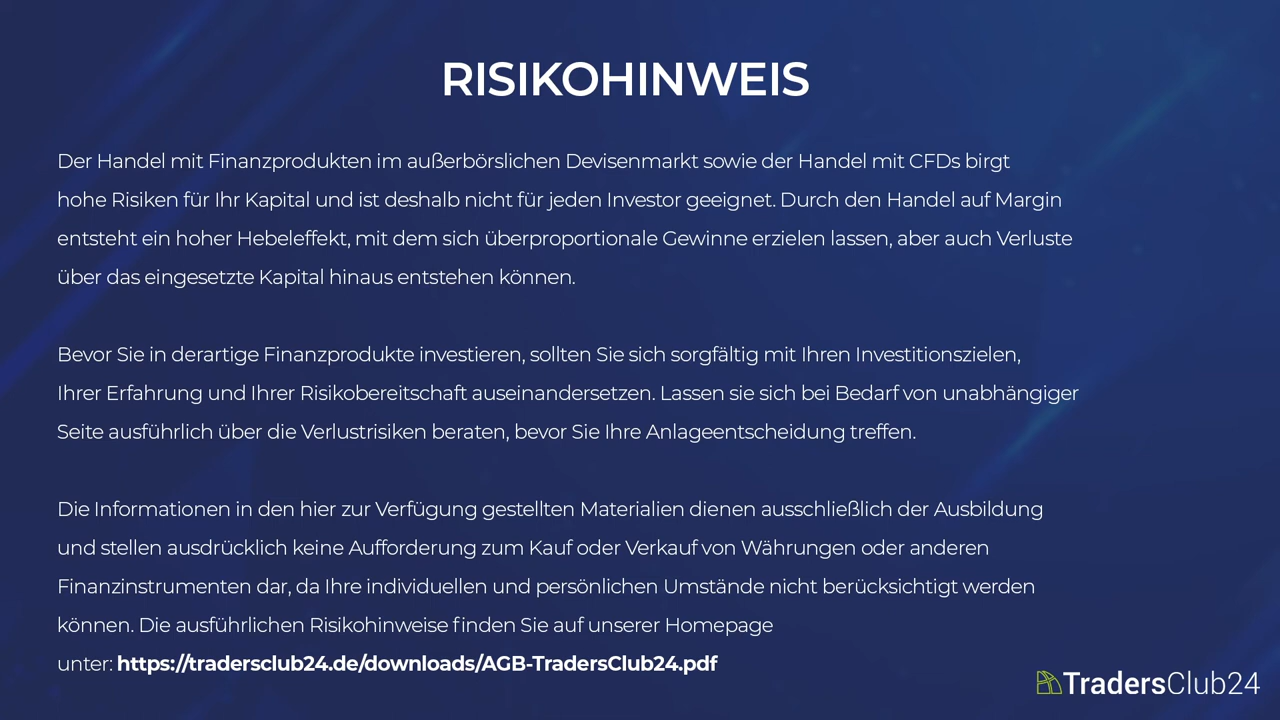 RISIKOHINWEIS
Der Handel mit Finanzprodukten im außerbörslichen Devisenmarkt sowie der Handel mit CFDs birgt
hohe Risiken für Ihr Kapital und ist deshalb nicht für jeden Investor geeignet. Durch den Handel auf Margin
entsteht ein hoher Hebeleffekt, mit dem sich überproportionale Gewinne erzielen lassen, aber auch Verluste
über das eingesetzte Kapital hinaus entstehen können.
Bevor Sie in derartige Finanzprodukte investieren, sollten Sie sich sorgfältig mit Ihren Investitionszielen,
Ihrer Erfahrung und Ihrer Risikobereitschaft auseinandersetzen. Lassen sie sich bei Bedarf von unabhängiger
Seite ausführlich über die Verlustrisiken beraten, bevor Sie Ihre Anlageentscheidung treffen.
Die Informationen in den hier zur Verfügung gestellten Materialien dienen ausschließlich der Ausbildung
und stellen ausdrücklich keine Aufforderung zum Kauf oder Verkauf von Währungen oder anderen
Finanzinstrumenten dar, da Ihre individuellen und persönlichen Umstände nicht berücksichtigt werden
können. Die ausführlichen Risikohinweise finden Sie auf unserer Homepage
unter: https://tradersclub24.de/downloads/AGB-TradersClub24.pdf
TradersClub24